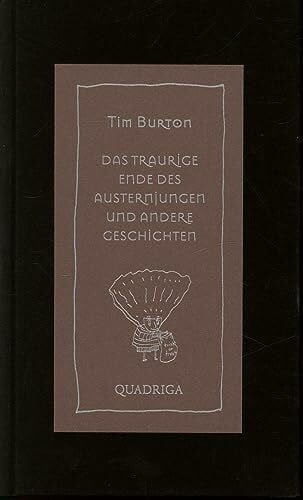 Tim Burton
Das traurige
Ende des
Austernjungen
und andere
Geschichten
QUADRIGA